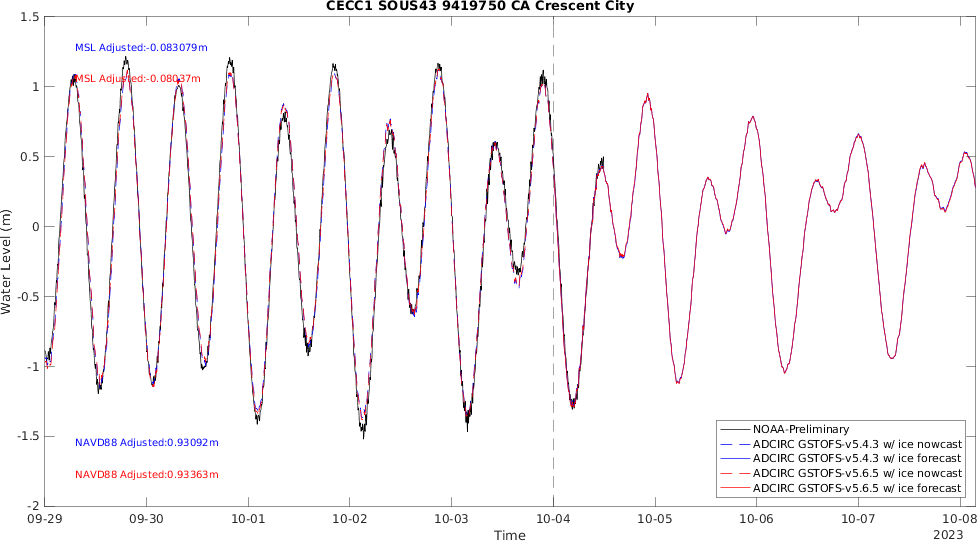 CECC1 SOUS43 9419750 CA Crescent City
1.5
1
0.5
0
-0.5
-1
-1.5
-2
Water Level (m)
MSL Adjusted:-0.083079m
MSL Adjusted:-0.08037m
NAVD88 Adjusted:0.93092m
NAVD88 Adjusted:0.93363m
NOAA-Preliminary
ADCIRC GSTOFS-v5.4.3 w/ ice nowcast
ADCIRC GSTOFS-v5.4.3 w/ ice forecast
ADCIRC GSTOFS-v5.6.5 w/ ice nowcast
ADCIRC GSTOFS-v5.6.5 w/ ice forecast
09-29 09-30 10-01 10-02 10-03 10-04 10-05 10-06 10-07 10-08
Time
2023